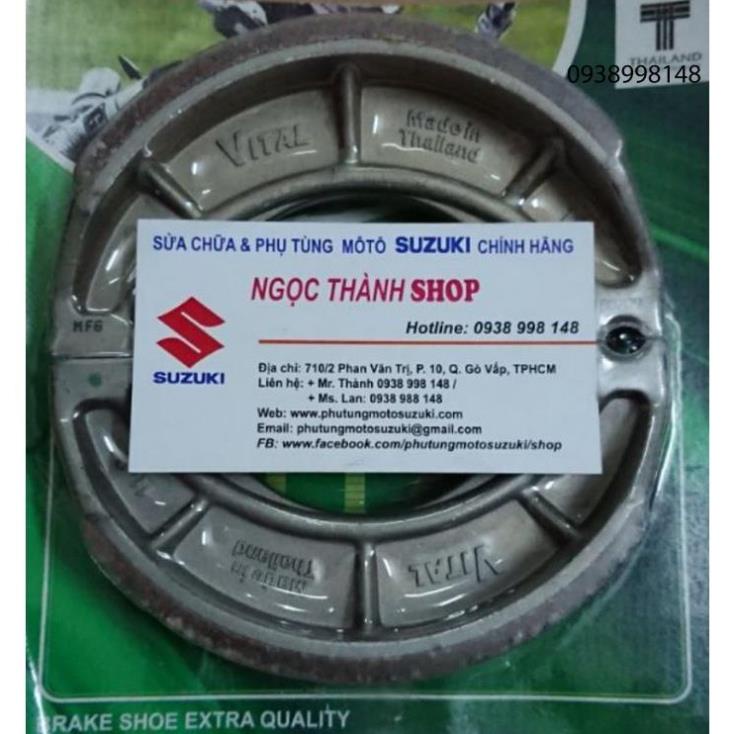 THAILAND
0938998148
VITAL
Made in
Thailand
SỬA CHỮA & PHỤ TÙNG MÔTÔ SUZUKI CHÍNH HÃNG
NGỌC THÀNH SHOP
Hotline: 0938 998 148
MF6
SUZUKI
Địa chỉ: 710/2 Phan Văn Trị, P. 10, Q. Gò Vấp, TPHCM
Liên hệ: + Mr. Thành 0938 998 148 /
+ Ms. Lan: 0938 988 148
Web: www.phutungmotosuzuki.com
Email: phutungmotosuzuki@gmail.com
FB: www.facebook.com/phutungmotosuzuki/shop
Made in
Thailand
VITAL
BRAKE SHOE EXTRA QUALITY